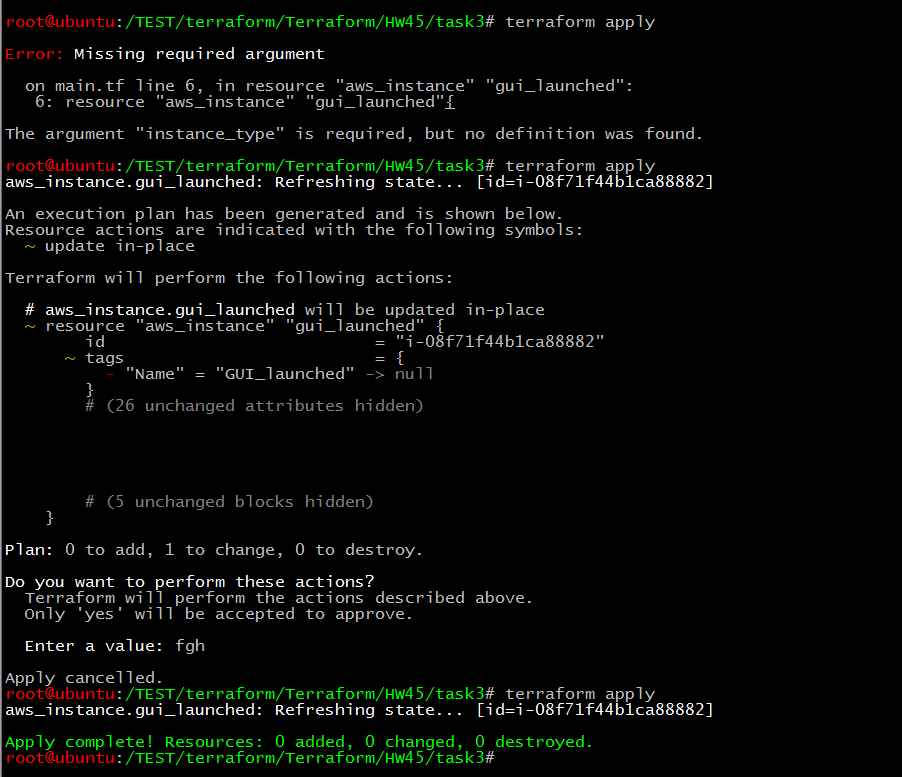 root@ubuntu:/TEST/terraform/Terraform/HW45/task3# terraform apply
Error: Missing required argument
on main.tf line 6, in resource "aws_instance" "gui_launched":
6: resource "aws_instance" "gui_launched"{
The argument "instance_type" is required, but no definition was found.
root@ubuntu:/TEST/terraform/Terraform/HW45/task3# terraform apply
aws_instance.gui_launched: Refreshing state... [id=i-08f71f44b1ca88882]
An execution plan has been generated and is shown below.
Resource actions are indicated with the following symbols:
~ update in-place
Terraform will perform the following actions:
# aws_instance.gui_launched will be updated in-place
~ resource "aws_instance" "gui_launched" {
id = "i-08f71f44b1ca88882"
~ tags = {
- "Name" = "GUI_launched" -> null
}
# (26 unchanged attributes hidden)
# (5 unchanged blocks hidden)
}
Plan: 0 to add, 1 to change, 0 to destroy.
Do you want to perform these actions?
Terraform will perform the actions described above.
Only 'yes' will be accepted to approve.
Enter a value: fgh
Apply cancelled.
root@ubuntu:/TEST/terraform/Terraform/HW45/task3# terraform apply
aws_instance.gui_launched: Refreshing state... [id=i-08f71f44b1ca88882]
Apply complete! Resources: 0 added, 0 changed, 0 destroyed.
root@ubuntu:/TEST/terraform/Terraform/HW45/task3#